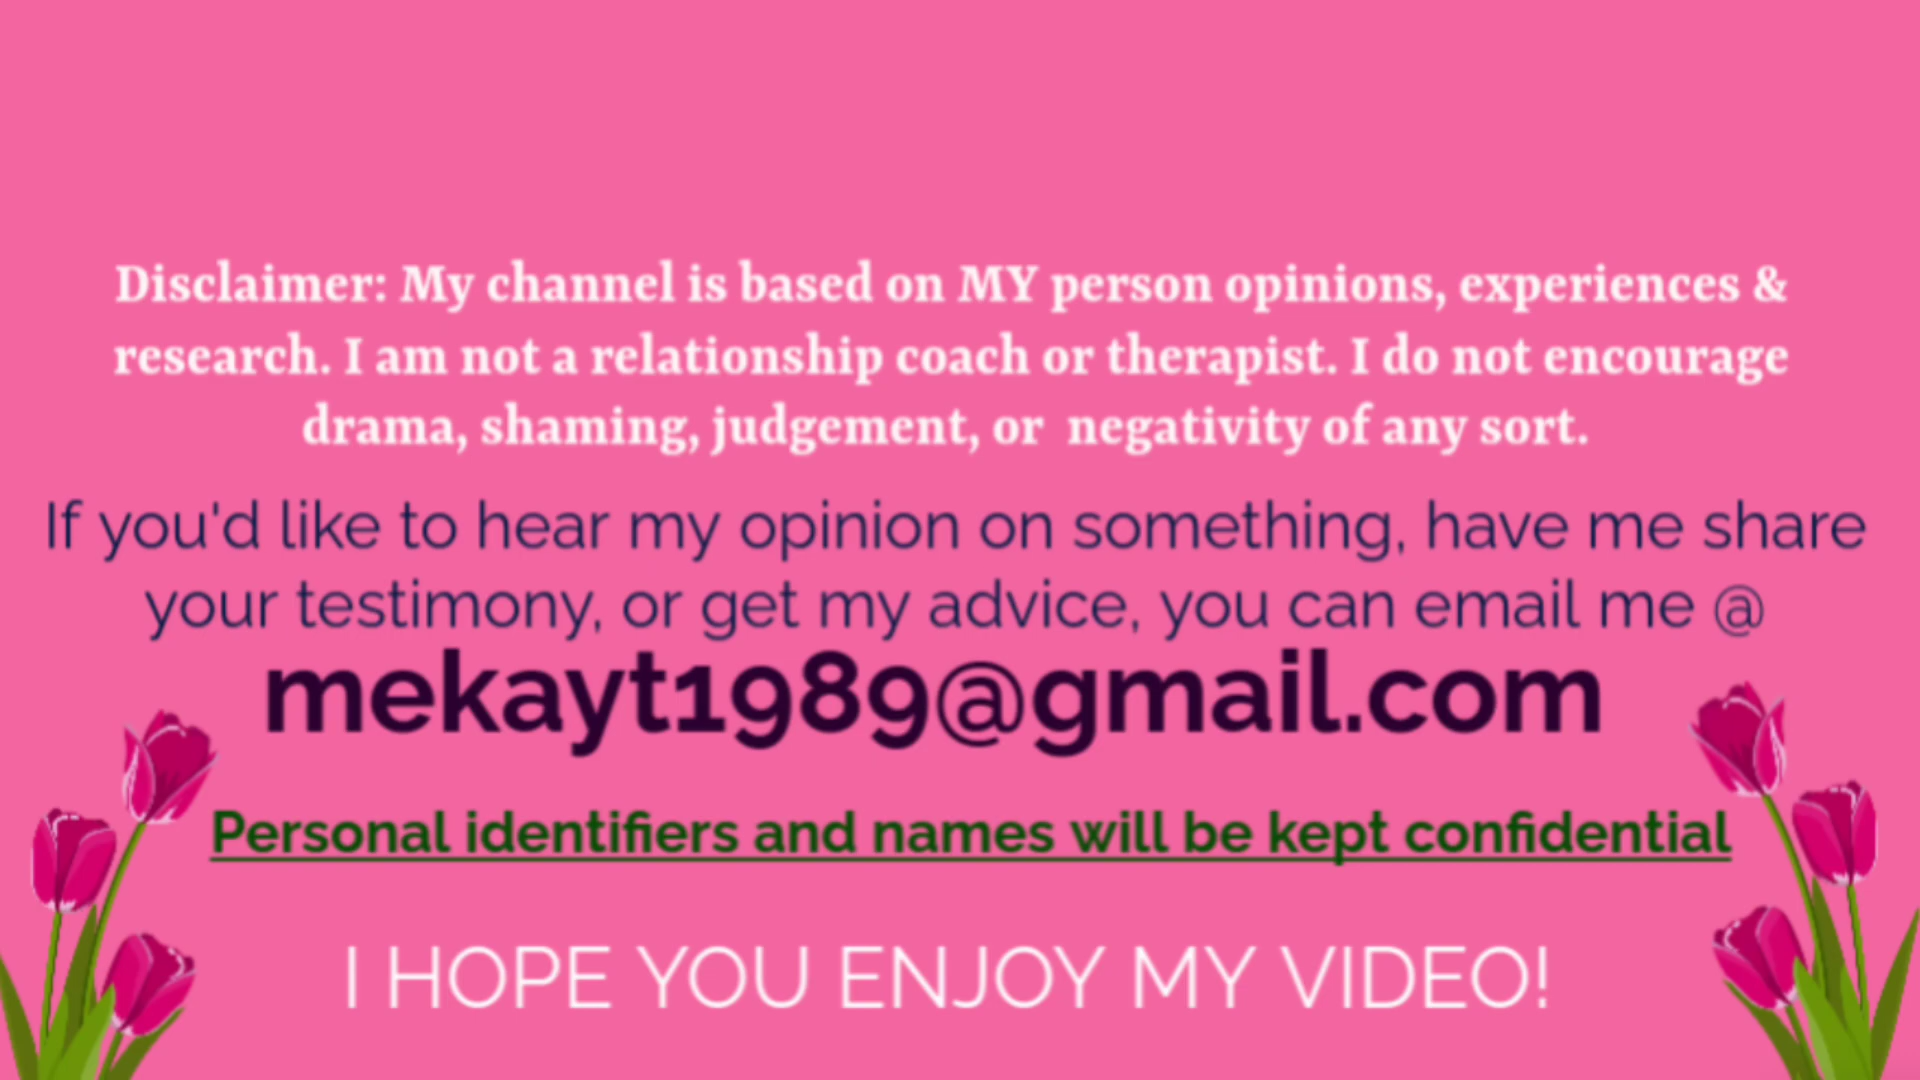 Disclaimer: My channel is based on MY person opinions, experiences &
research. I am not a relationship coach or therapist. I do not encourage
drama, shaming, judgement, or  negativity of any sort.
If you'd like to hear my opinion on something, have me share
your testimony, or get my advice, you can email me @
mekayt1989@gmail.com
Personal identifiers and names will be kept confidential
I HOPE YOU ENJOY MY VIDEO!